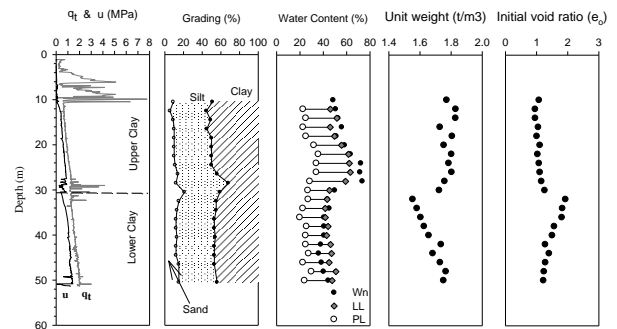 qt & u (MPa)
0 1 2 3 4 5 6 7 8
Grading (%)
0 20 40 60 80 100
Water Content (%)
0 20 40 60 80
Unit weight (t/m3)
1.4 1.6 1.8 2.0
Initial void ratio (eo)
0 1 2 3
Depth (m)
0
10
20
30
40
50
60
Upper Clay
Lower Clay
u qt
Silt
Clay
Sand
Wn
LL
PL